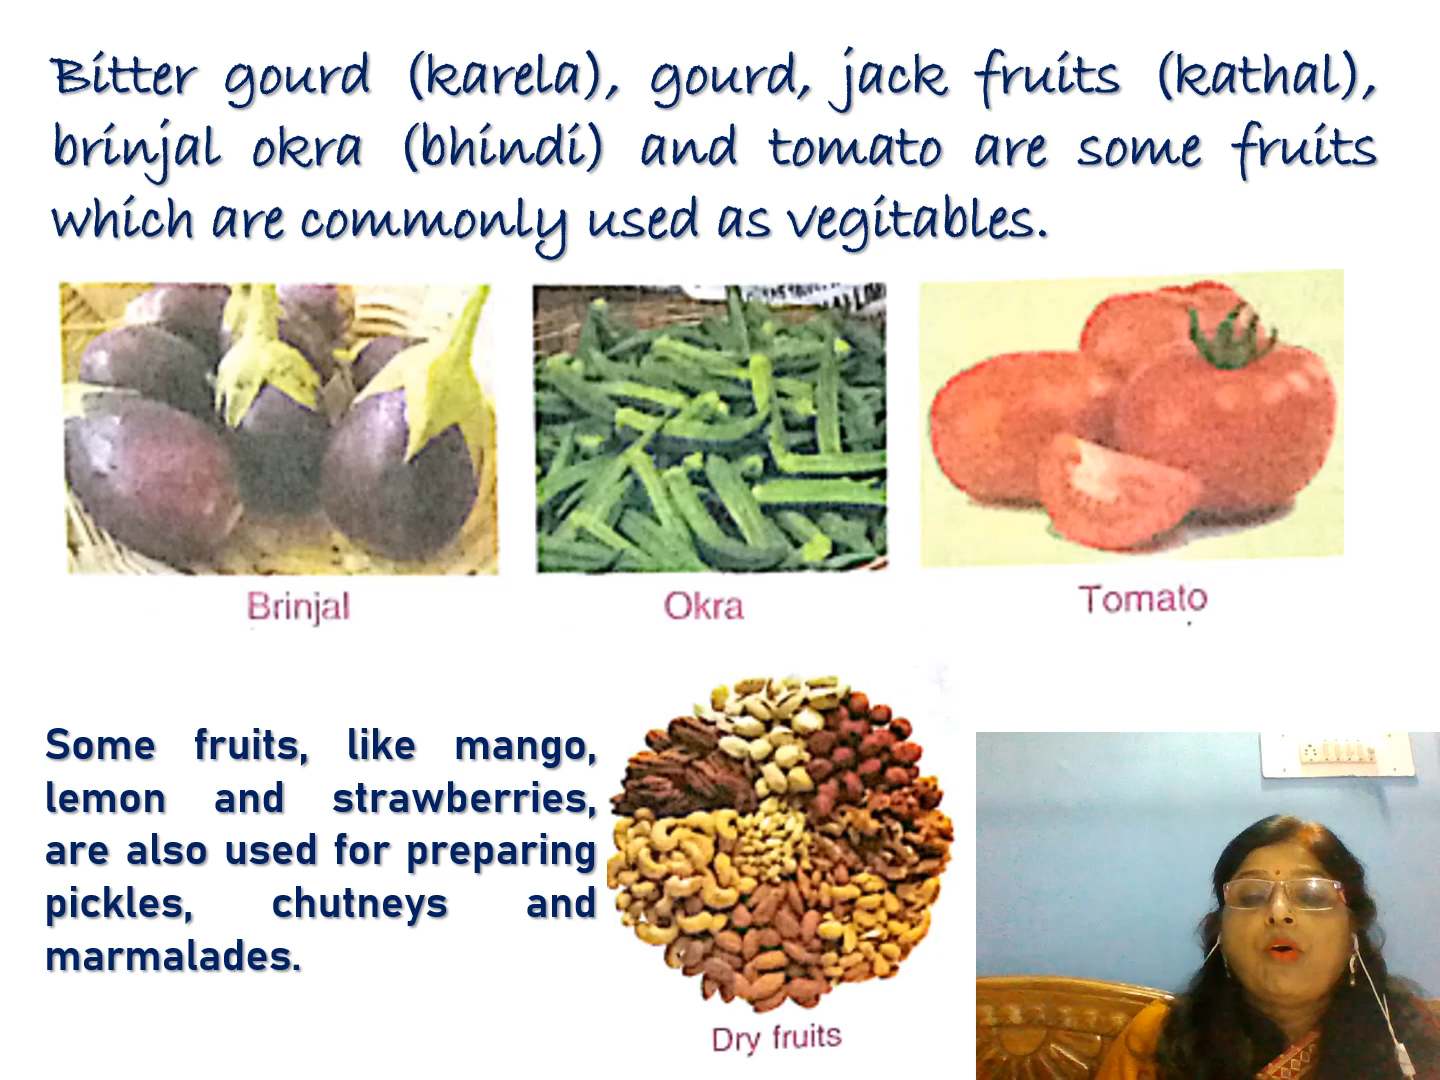 Bitter gourd (karela), gourd, jack fruits (kathal),
brinjal okra (bhindi) and tomato are some fruits
which are commonly used as vegitables.
Brinjal
Okra
Tomato
Some fruits, like mango,
lemon and strawberries,
are also used for preparing
pickles, chutneys and
marmalades.
Dry fruits